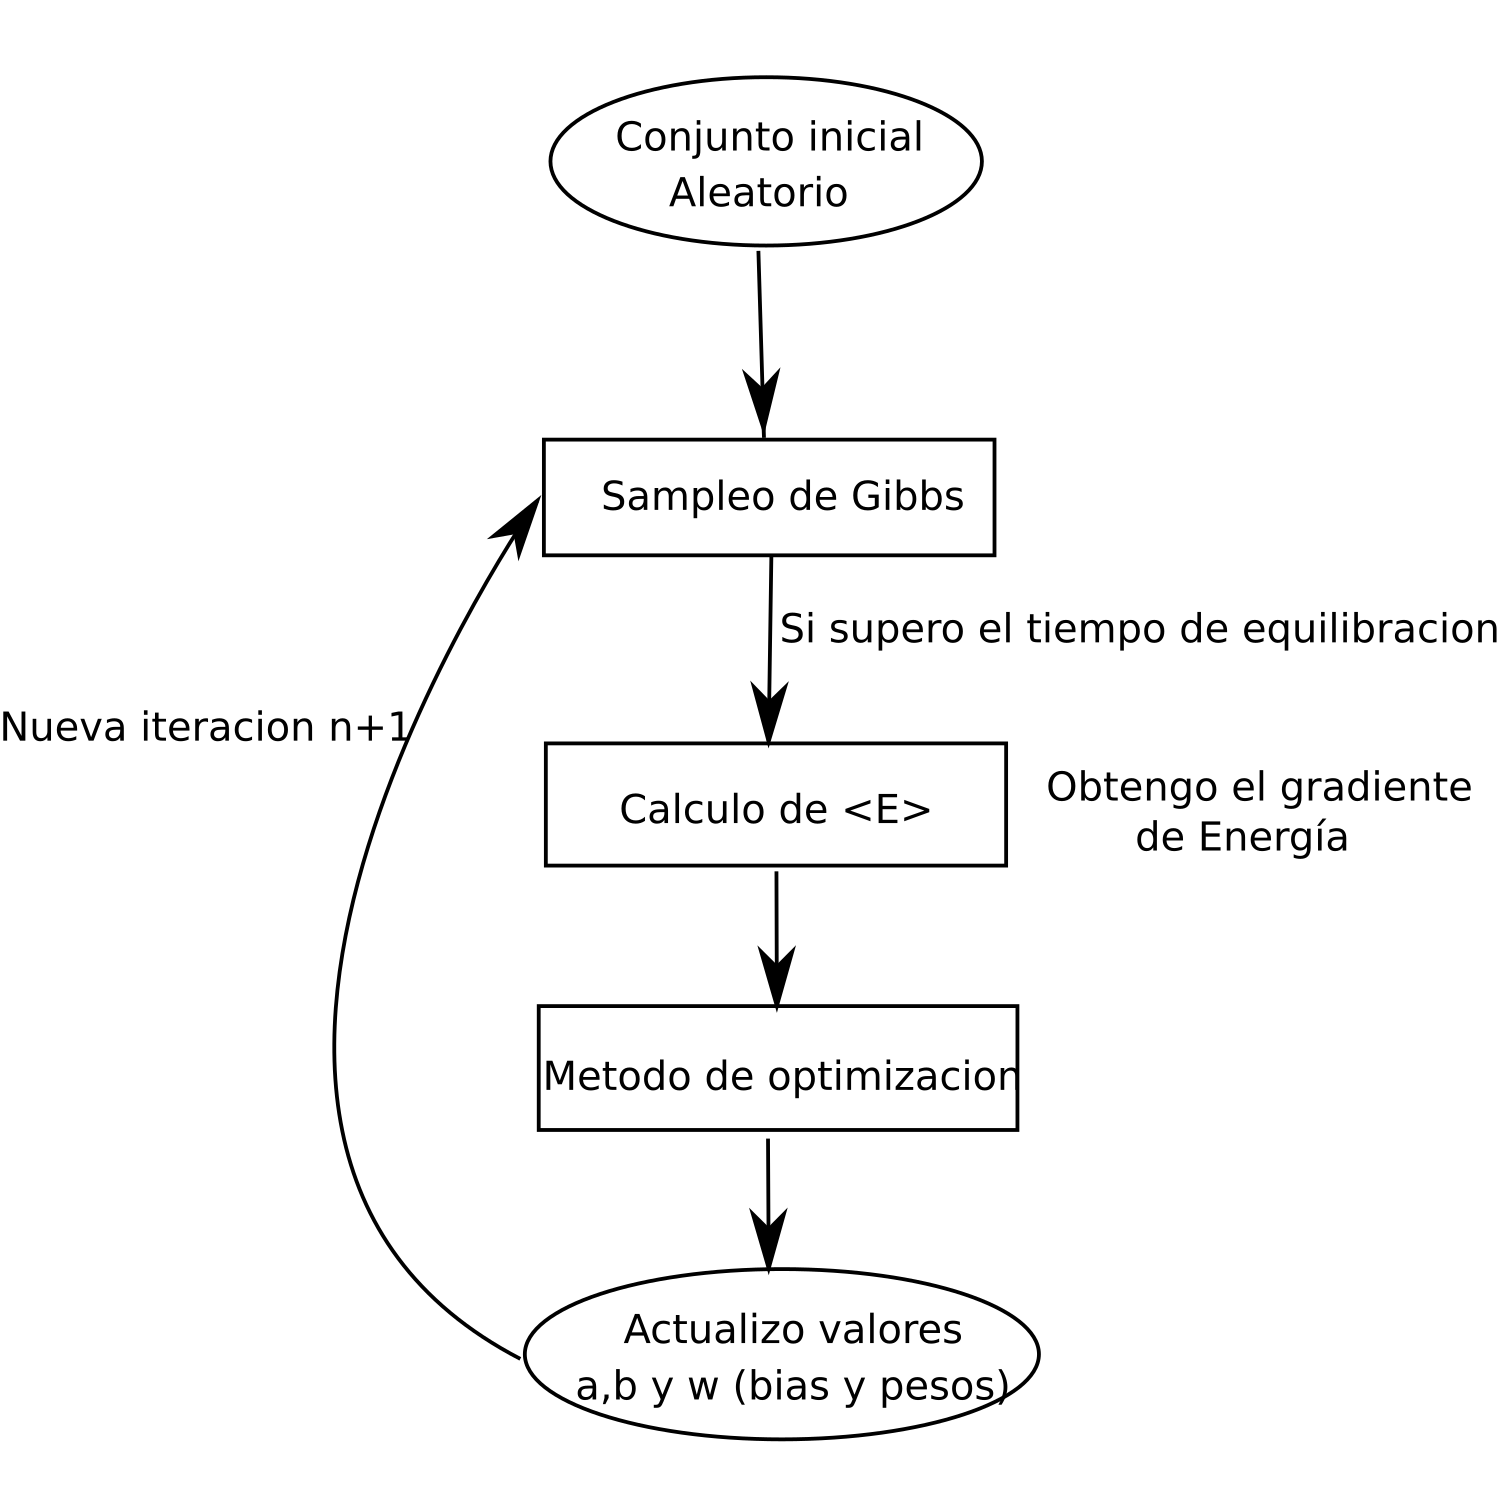 Conjunto inicial
Aleatorio
Sampleo de Gibbs
Si supero el tiempo de equilibracion
Nueva iteracion n+1
Calculo de <E>
Obtengo el gradiente
de Energía
Metodo de optimizacion
Actualizo valores
a,b y w (bias y pesos)